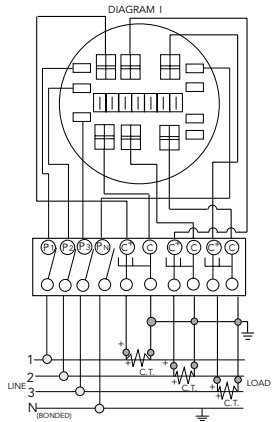 DIAGRAM I
P1 P2 P3 PN C+ C C+ C C+ C
1
+ + C.T.
2
LINE + + C.T. LOAD
3
+ + C.T.
N
(BONDED)